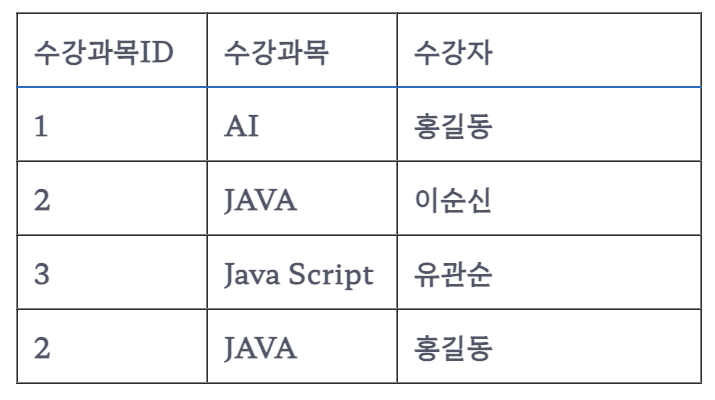 수강과목ID 수강과목 수강자
1 AI 홍길동
2 JAVA 이순신
3 Java Script 유관순
2 JAVA 홍길동